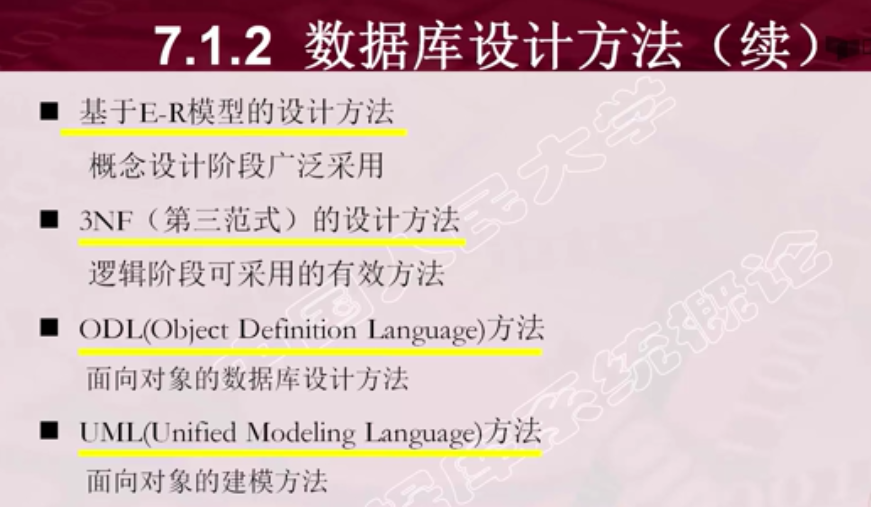 7.1.2 数据库设计方法（续）
■ 基于E-R模型的设计方法
概念设计阶段广泛采用
■ 3NF（第三范式）的设计方法
逻辑阶段可采用的有效方法
■ ODL(Object Definition Language)方法
面向对象的数据库设计方法
■ UML(Unified Modeling Language)方法
面向对象的建模方法